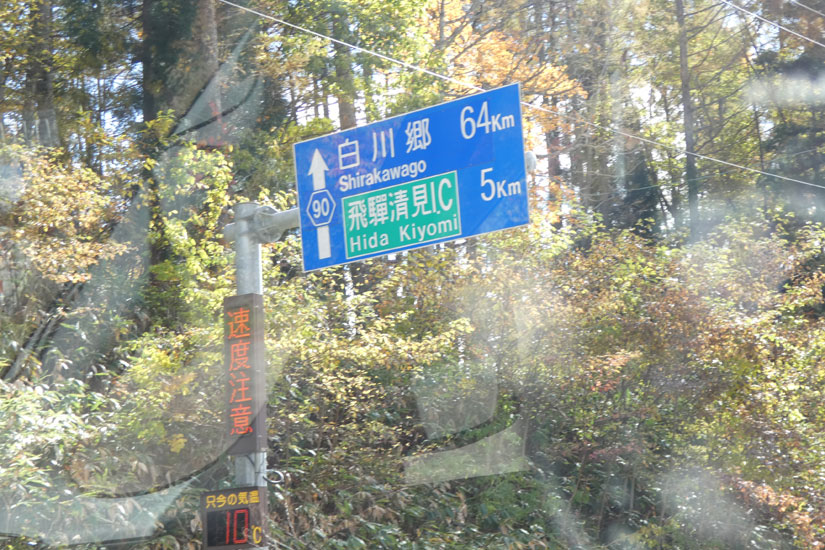 白川郷 64Km
Shirakawago
90
飛驒清見IC 5Km
Hida Kiyomi
速度注意
只今の気温
10℃